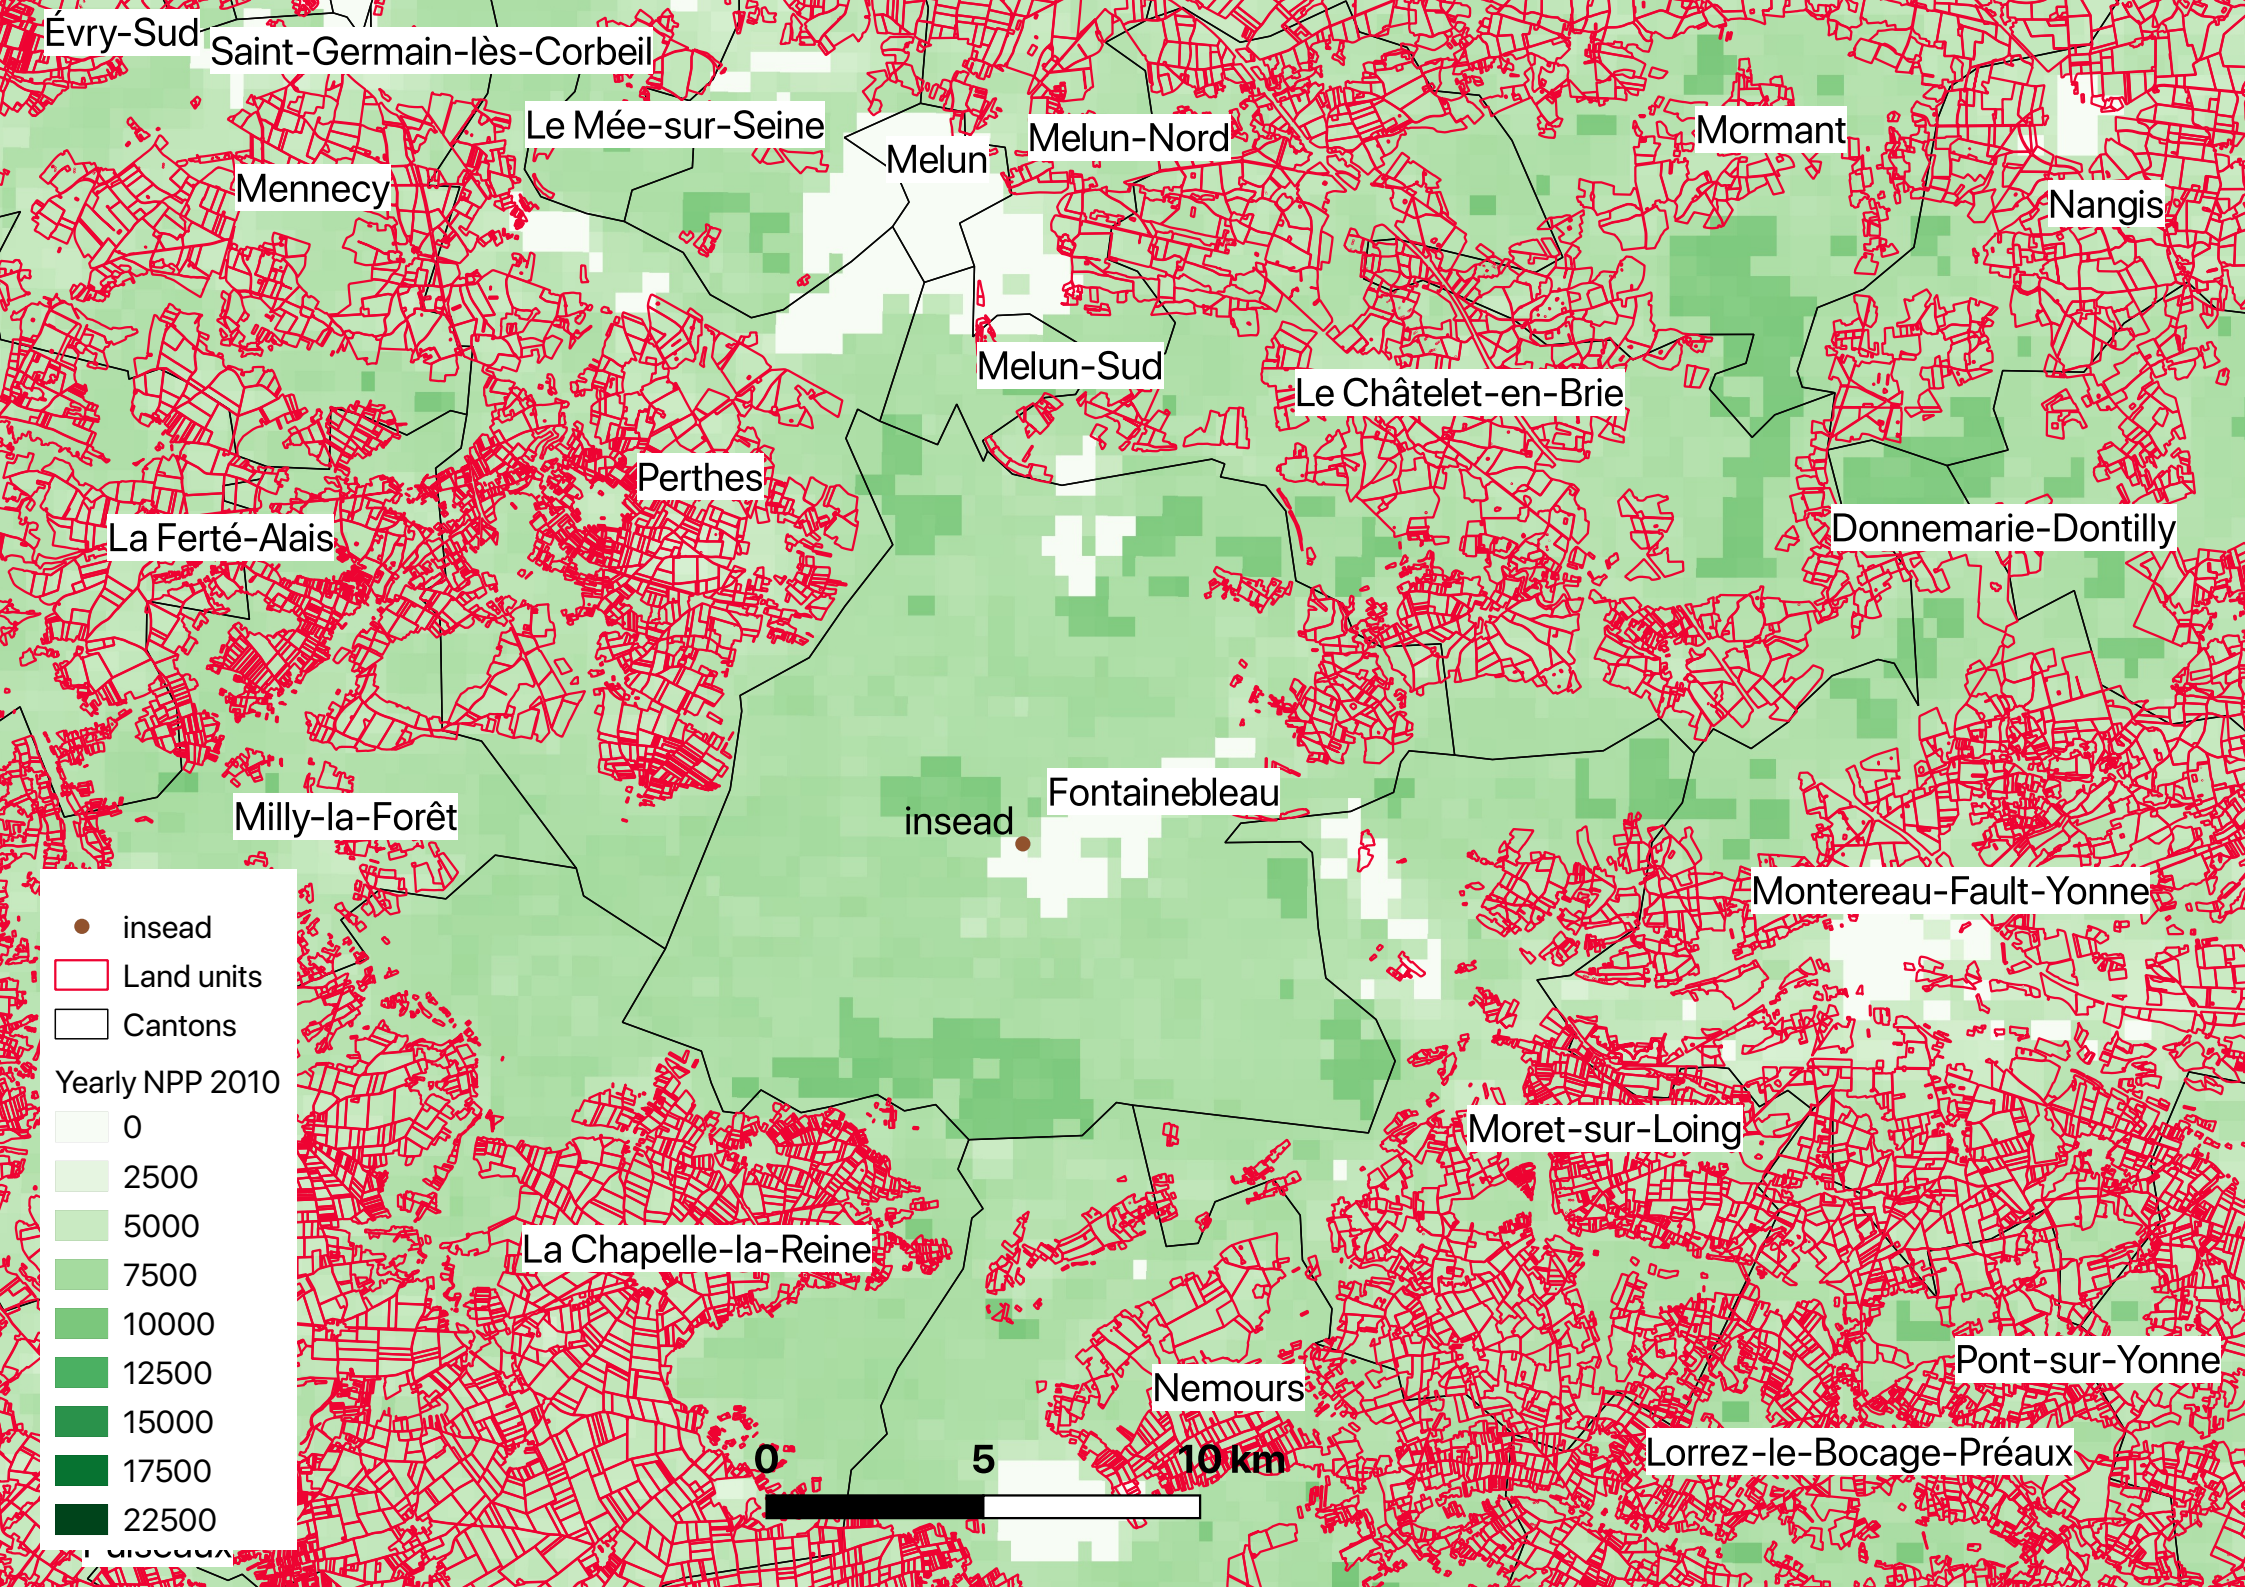 Évry-Sud
Saint-Germain-lès-Corbeil
Le Mée-sur-Seine
Melun
Melun-Nord
Mormant
Mennecy
Nangis
Melun-Sud
Le Châtelet-en-Brie
Perthes
La Ferté-Alais
Donnemarie-Dontilly
Fontainebleau
insead
Milly-la-Forêt
Montereau-Fault-Yonne
Moret-sur-Loing
La Chapelle-la-Reine
Pont-sur-Yonne
Nemours
Lorrez-le-Bocage-Préaux
insead
Land units
Cantons
Yearly NPP 2010
0
2500
5000
7500
10000
12500
15000
17500
22500
0 5 10 km